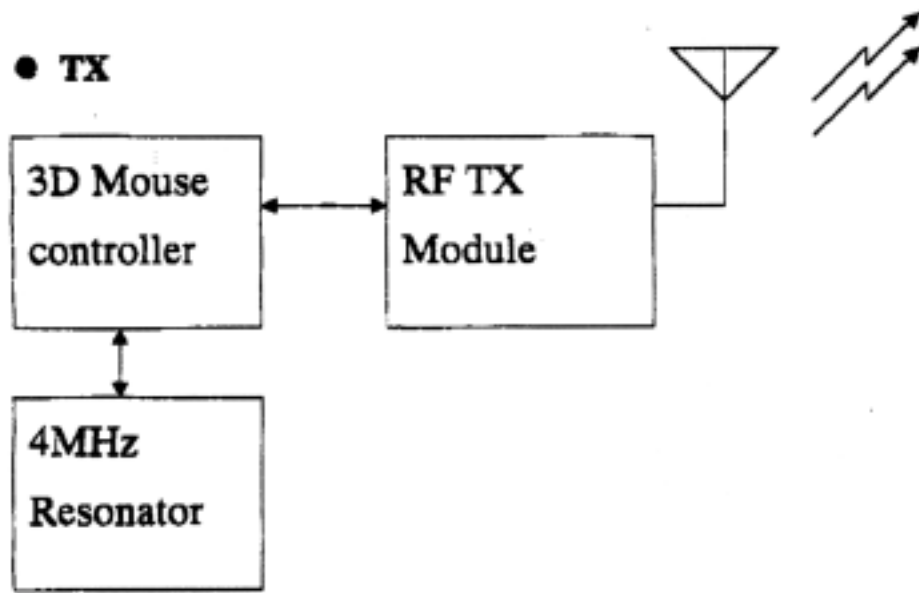 ● TX
3D Mouse
controller
RF TX
Module
4MHz
Resonator